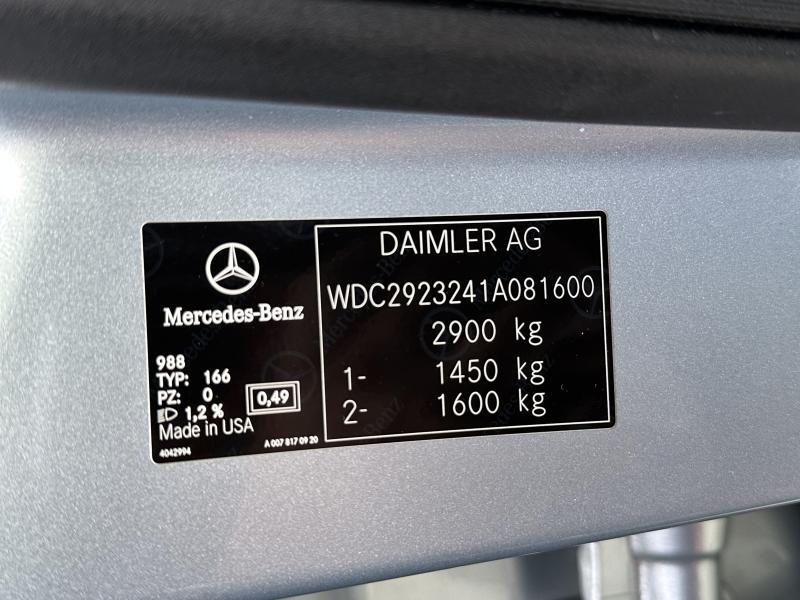 Mercedes-Benz
988
TYP: 166
PZ: 0
1,2 %
0,49
Made in USA
4042994
A 007 817 09 20
DAIMLER AG
WDC2923241A081600
2900 kg
1- 1450 kg
2- 1600 kg